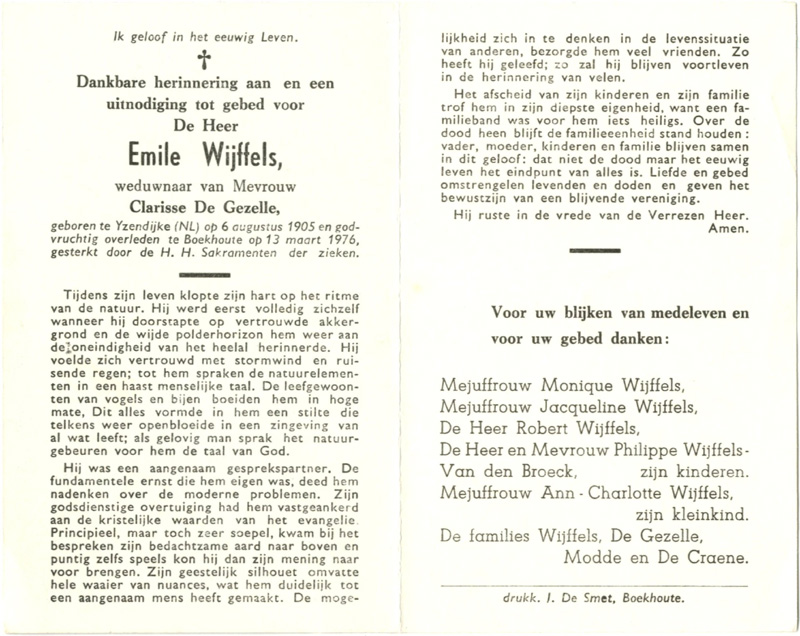 Ik geloof in het eeuwig Leven.
Dankbare herinnering aan en een
uitnodiging tot gebed voor
De Heer
Emile Wijffels,
weduwnaar van Mevrouw
Clarisse De Gezelle,
geboren te Yzendijke (NL) op 6 augustus 1905 en god-
vruchtig overleden te Boekhoute op 13 maart 1976,
gesterkt door de H. H. Sakramenten der zieken.
Tijdens zijn leven klopte zijn hart op het ritme
van de natuur. Hij werd eerst volledig zichzelf
wanneer hij doorstapte op vertrouwde akker-
grond en de wijde polderhorizon hem weer aan
de oneindigheid van het heelal herinnerde. Hij
voelde zich vertrouwd met stormwind en rui-
sende regen; tot hem spraken de natuurelemen-
ten in een haast menselijke taal. De leefgewoon-
ten van vogels en bijen boeiden hem in hoge
mate, Dit alles vormde in hem een stilte die
telkens weer openbloeide in een zingeving van
al wat leeft; als gelovig man sprak het natuur-
gebeuren voor hem de taal van God.
Hij was een aangenaam gesprekspartner. De
fundamentele ernst die hem eigen was, deed hem
nadenken over de moderne problemen. Zijn
godsdienstige overtuiging had hem vastgeankerd
aan de kristelijke waarden van het evangelie.
Principieel, maar toch zeer soepel, kwam bij het
bespreken zijn bedachtzame aard naar boven en
puntig zelfs speels kon hij dan zijn mening naar
voor brengen. Zijn geestelijk silhouet omvatte
hele waaier van nuances, wat hem duidelijk tot
een aangenaam mens heeft gemaakt. De moge-
lijkheid zich in te denken in de levenssituatie
van anderen, bezorgde hem veel vrienden. Zo
heeft hij geleefd; zo zal hij blijven voortleven
in de herinnering van velen.
Het afscheid van zijn kinderen en zijn familie
trof hem in zijn diepste eigenheid, want een fa-
milieband was voor hem iets heiligs. Over de
dood heen blijft de familieeenheid stand houden :
vader, moeder, kinderen en familie blijven samen
in dit geloof: dat niet de dood maar het eeuwig
leven het eindpunt van alles is. Liefde en gebed
omstrengelen levenden en doden en geven het
bewustzijn van een blijvende vereniging.
Hij ruste in de vrede van de Verrezen Heer.
Amen.
Voor uw blijken van medeleven en
voor uw gebed danken :
Mejuffrouw Monique Wijffels,
Mejuffrouw Jacqueline Wijffels,
De Heer Robert Wijffels,
De Heer en Mevrouw Philippe Wijffels-
Van den Broeck, zijn kinderen.
Mejuffrouw Ann - Charlotte Wijffels,
zijn kleinkind.
De families Wijffels, De Gezelle,
Modde en De Craene.
drukk. I. De Smet, Boekhoute.